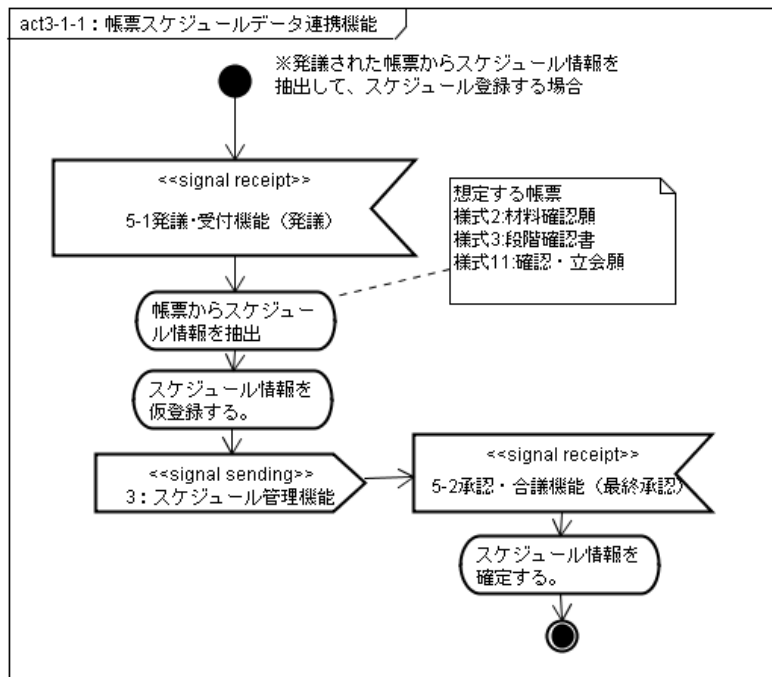 act3-1-1：帳票スケジュールデータ連携機能
※発議された帳票からスケジュール情報を
抽出して、スケジュール登録する場合
<<signal receipt>>
5-1発議・受付機能（発議）
想定する帳票
様式2:材料確認願
様式3:段階確認書
様式11:確認・立会願
帳票からスケジュー
ル情報を抽出
スケジュール情報を
仮登録する。
<<signal sending>>
3：スケジュール管理機能
<<signal receipt>>
5-2承認・合議機能（最終承認）
スケジュール情報を
確定する。